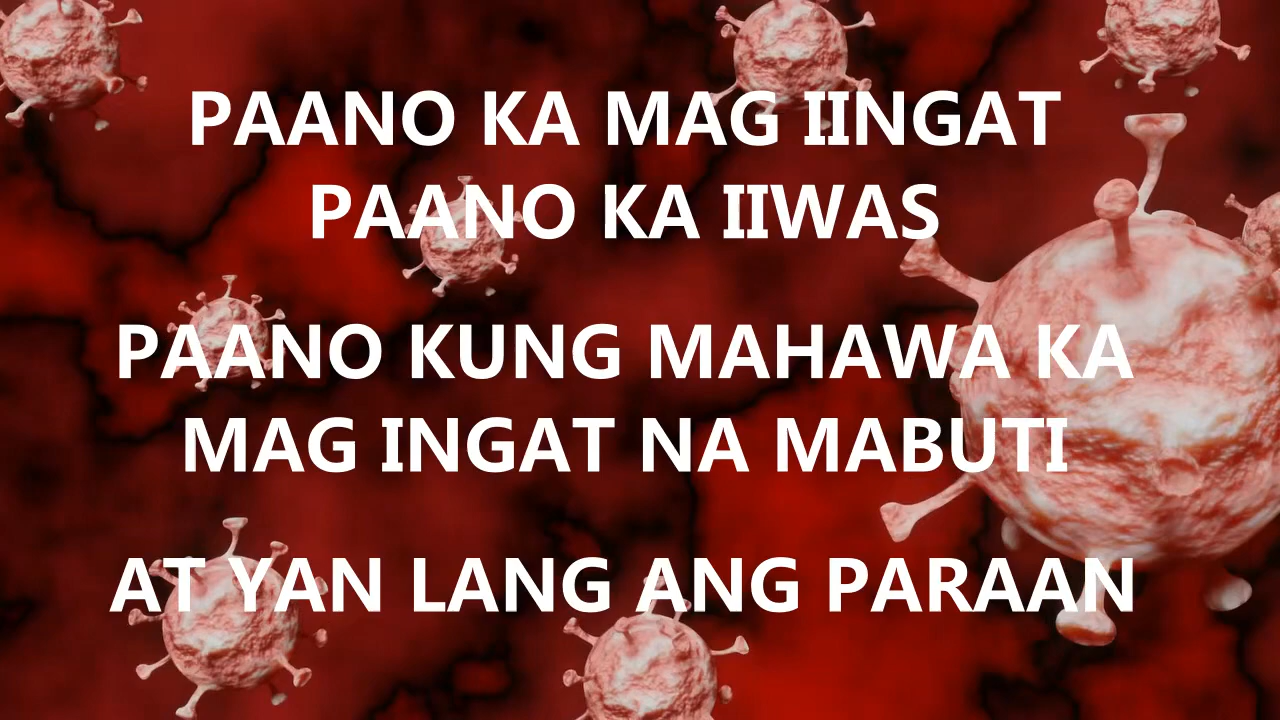 PAANO KA MAG IINGAT
PAANO KA IIWAS
PAANO KUNG MAHAWA KA
MAG INGAT NA MABUTI
AT YAN LANG ANG PARAAN